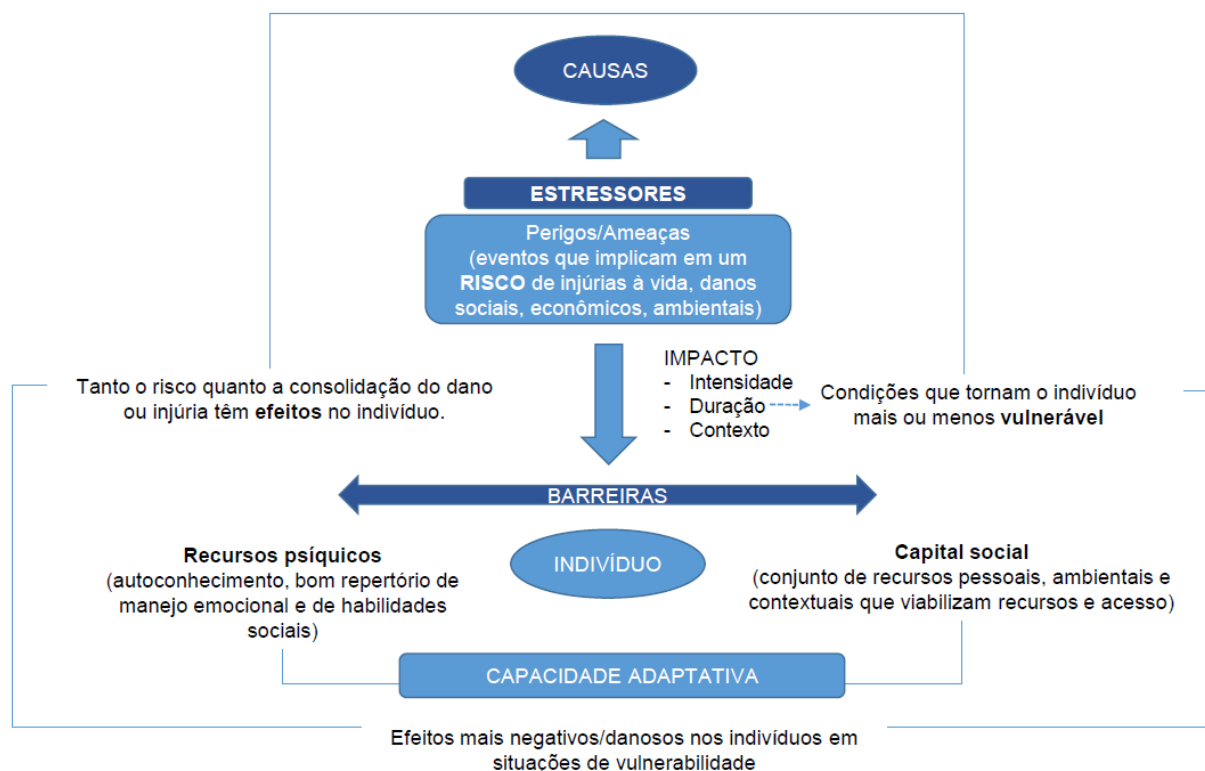 CAUSAS
ESTRESSORES
Perigos/Ameaças
(eventos que implicam em um
RISCO de injúrias à vida, danos
sociais, econômicos, ambientais)
IMPACTO
- Intensidade
- Duração
- Contexto
Tanto o risco quanto a consolidação do dano
ou injúria têm efeitos no indivíduo.
Condições que tornam o indivíduo
mais ou menos vulnerável
BARREIRAS
Recursos psíquicos
(autoconhecimento, bom repertório de
manejo emocional e de habilidades
sociais)
INDIVÍDUO
Capital social
(conjunto de recursos pessoais, ambientais e
contextuais que viabilizam recursos e acesso)
CAPACIDADE ADAPTATIVA
Efeitos mais negativos/danosos nos indivíduos em
situações de vulnerabilidade